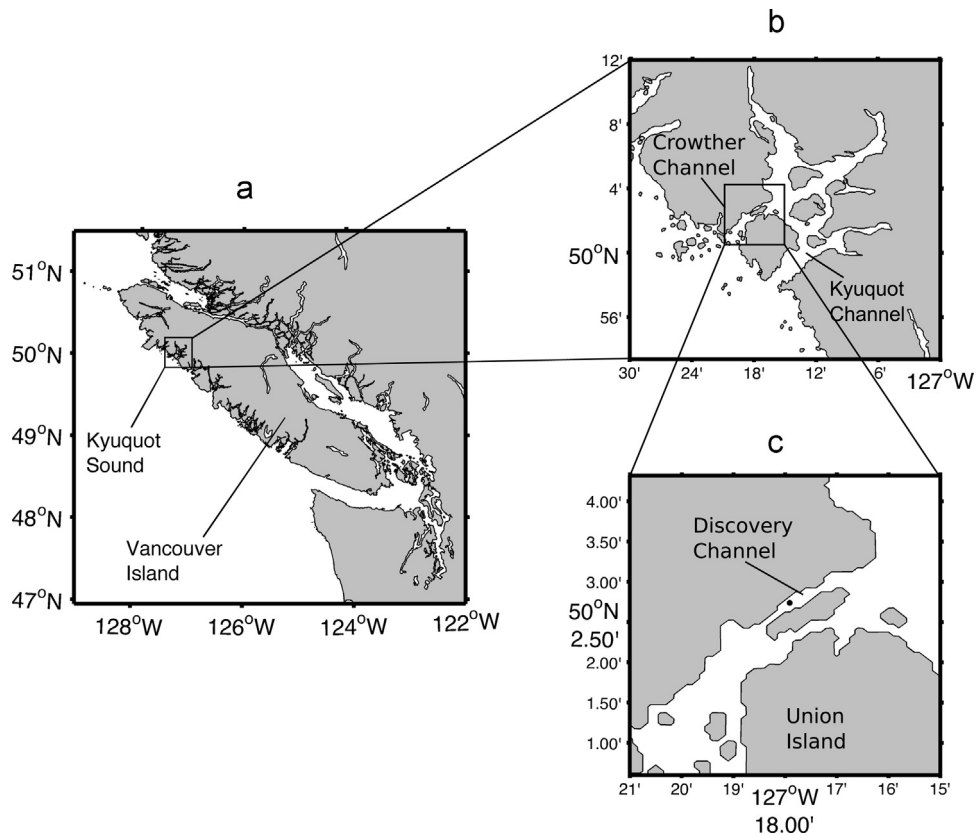 a
51°N
50°N
49°N
48°N
47°N
128°W
126°W
124°W
122°W
Kyuquot
Sound
Vancouver
Island
b
12'
8'
4'
50°N
56'
30'
24'
18'
12'
6'
127°W
Crowther
Channel
Kyuquot
Channel
c
4.00'
3.50'
3.00'
50°N
2.50'
2.00'
1.50'
1.00'
21'
20'
19'
127°W
18.00'
17'
16'
15'
Discovery
Channel
Union
Island